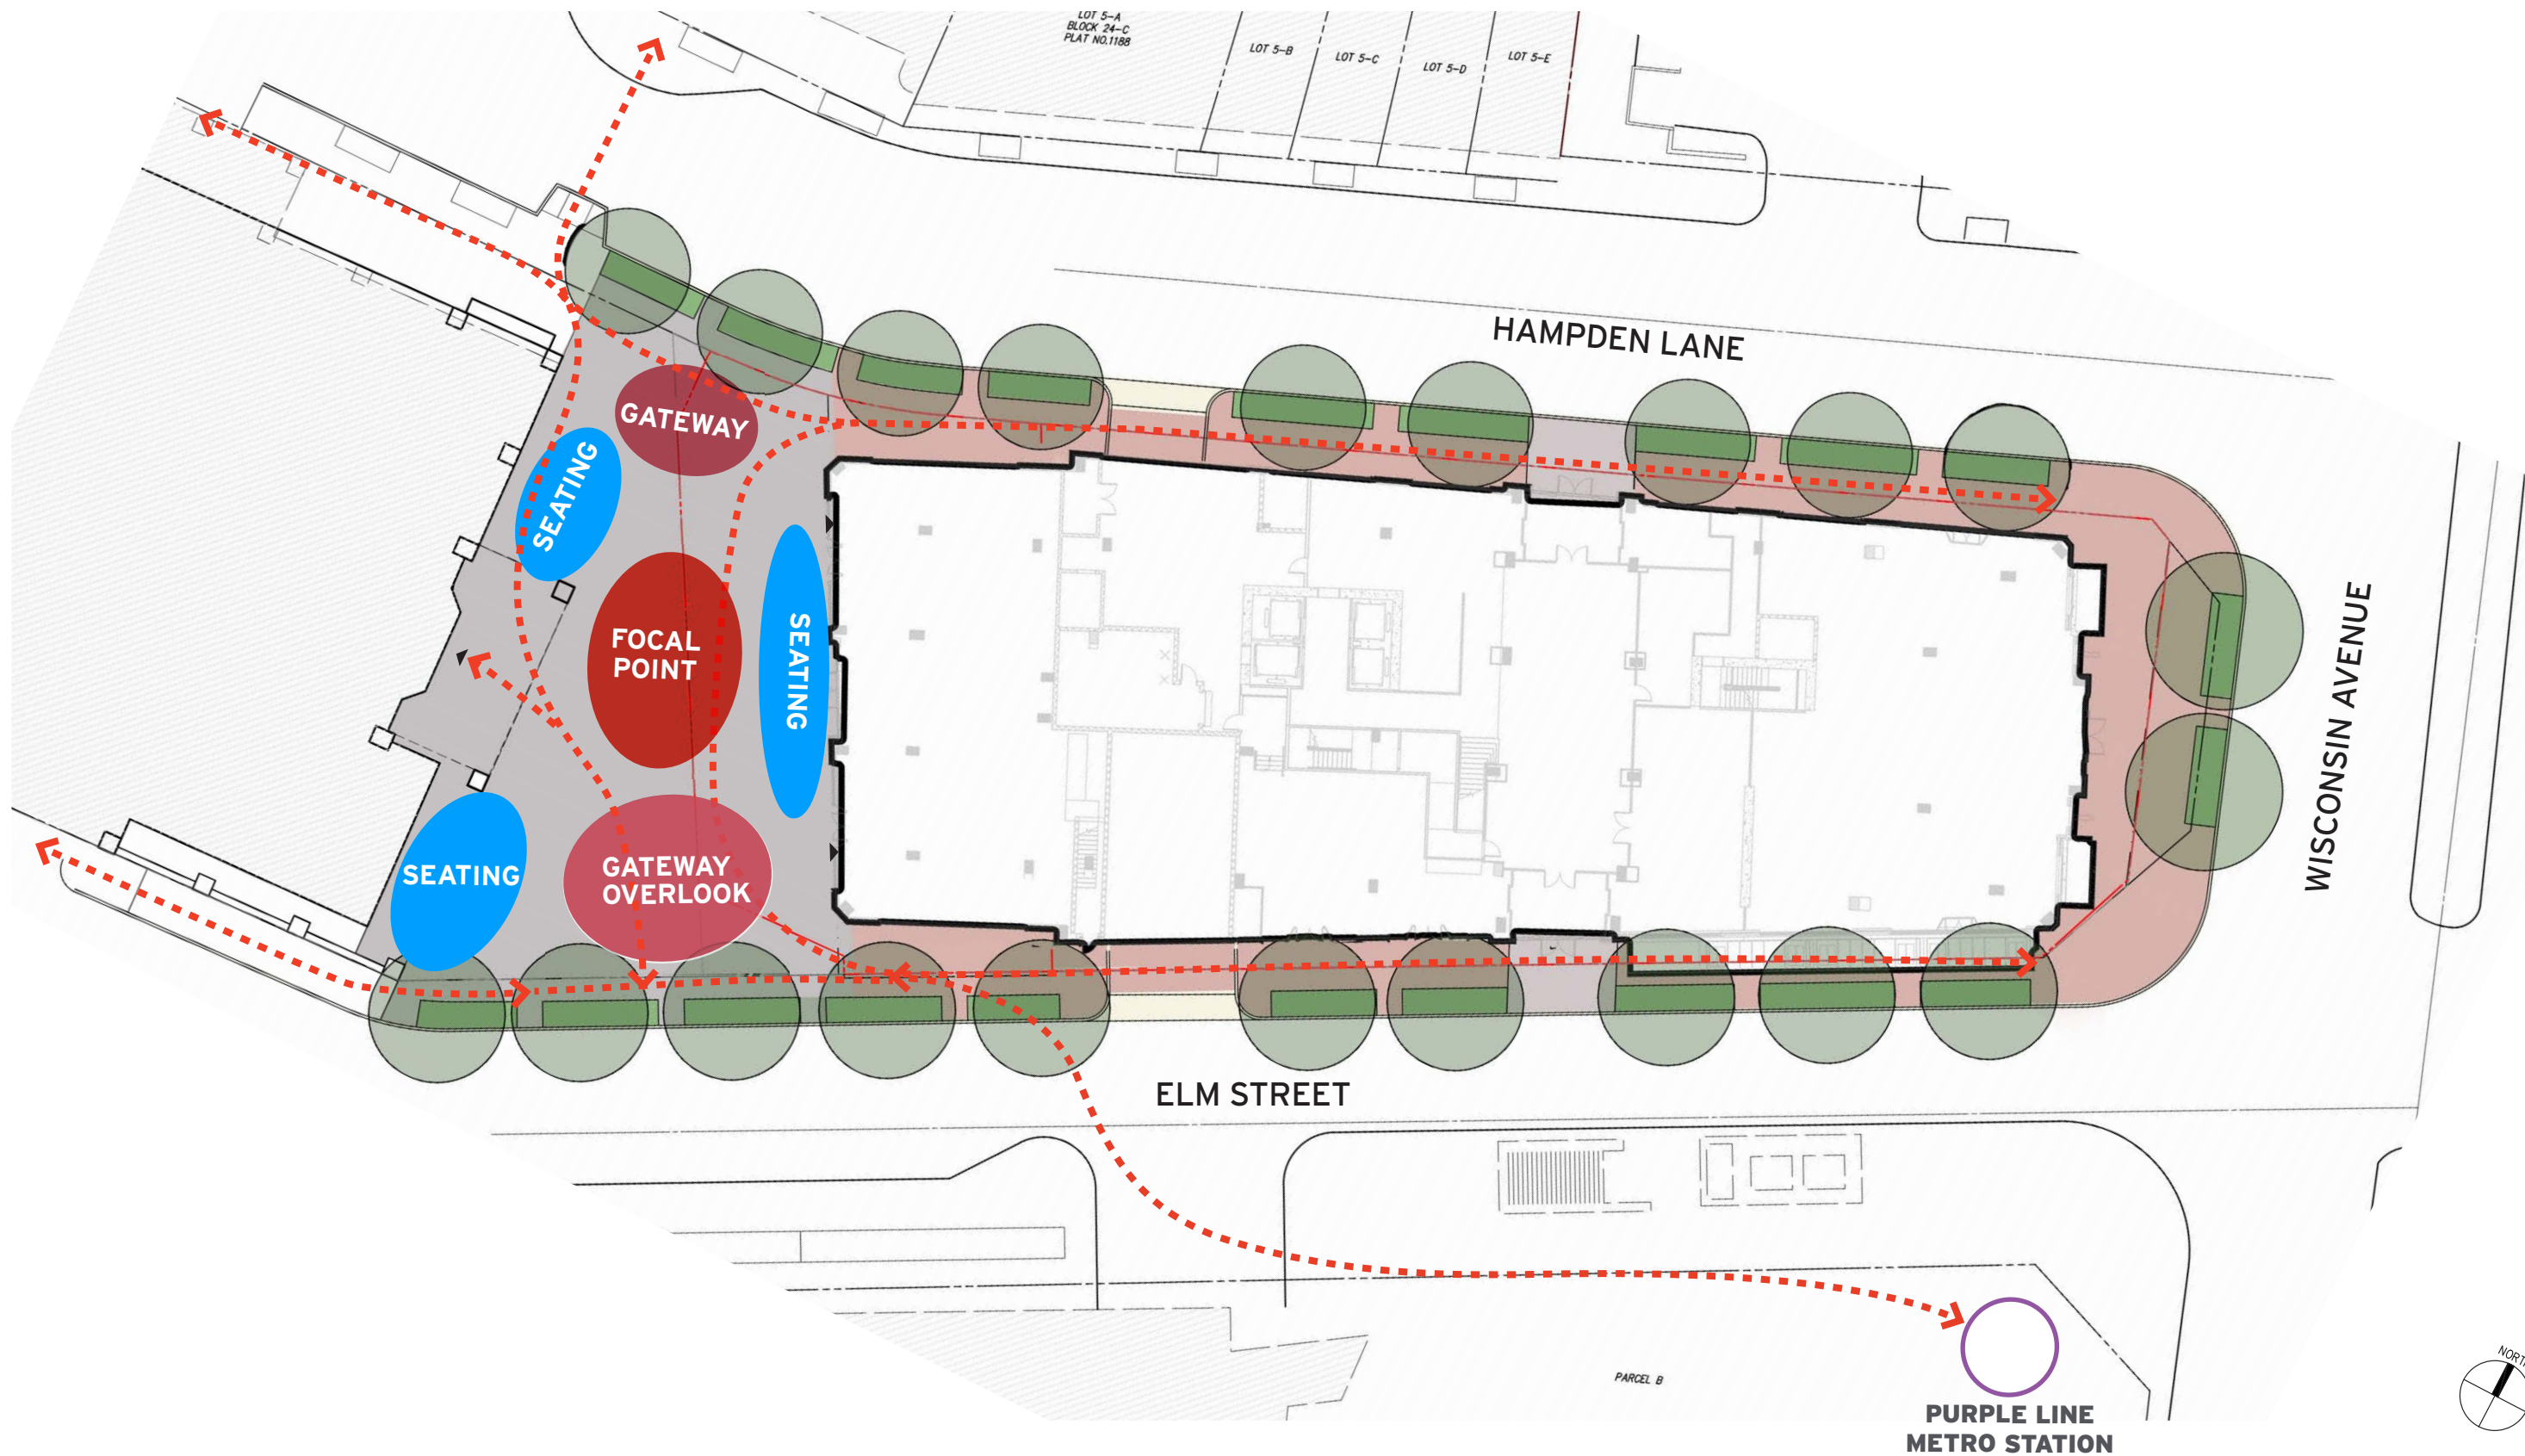 LOT 5-A
BLOCK 24-C
PLAT NO.1188
LOT 5-B
LOT 5-C
LOT 5-D
LOT 5-E
HAMPDEN LANE
GATEWAY
SEATING
FOCAL
POINT
SEATING
WISCONSIN AVENUE
SEATING
GATEWAY
OVERLOOK
ELM STREET
PARCEL B
PURPLE LINE
METRO STATION